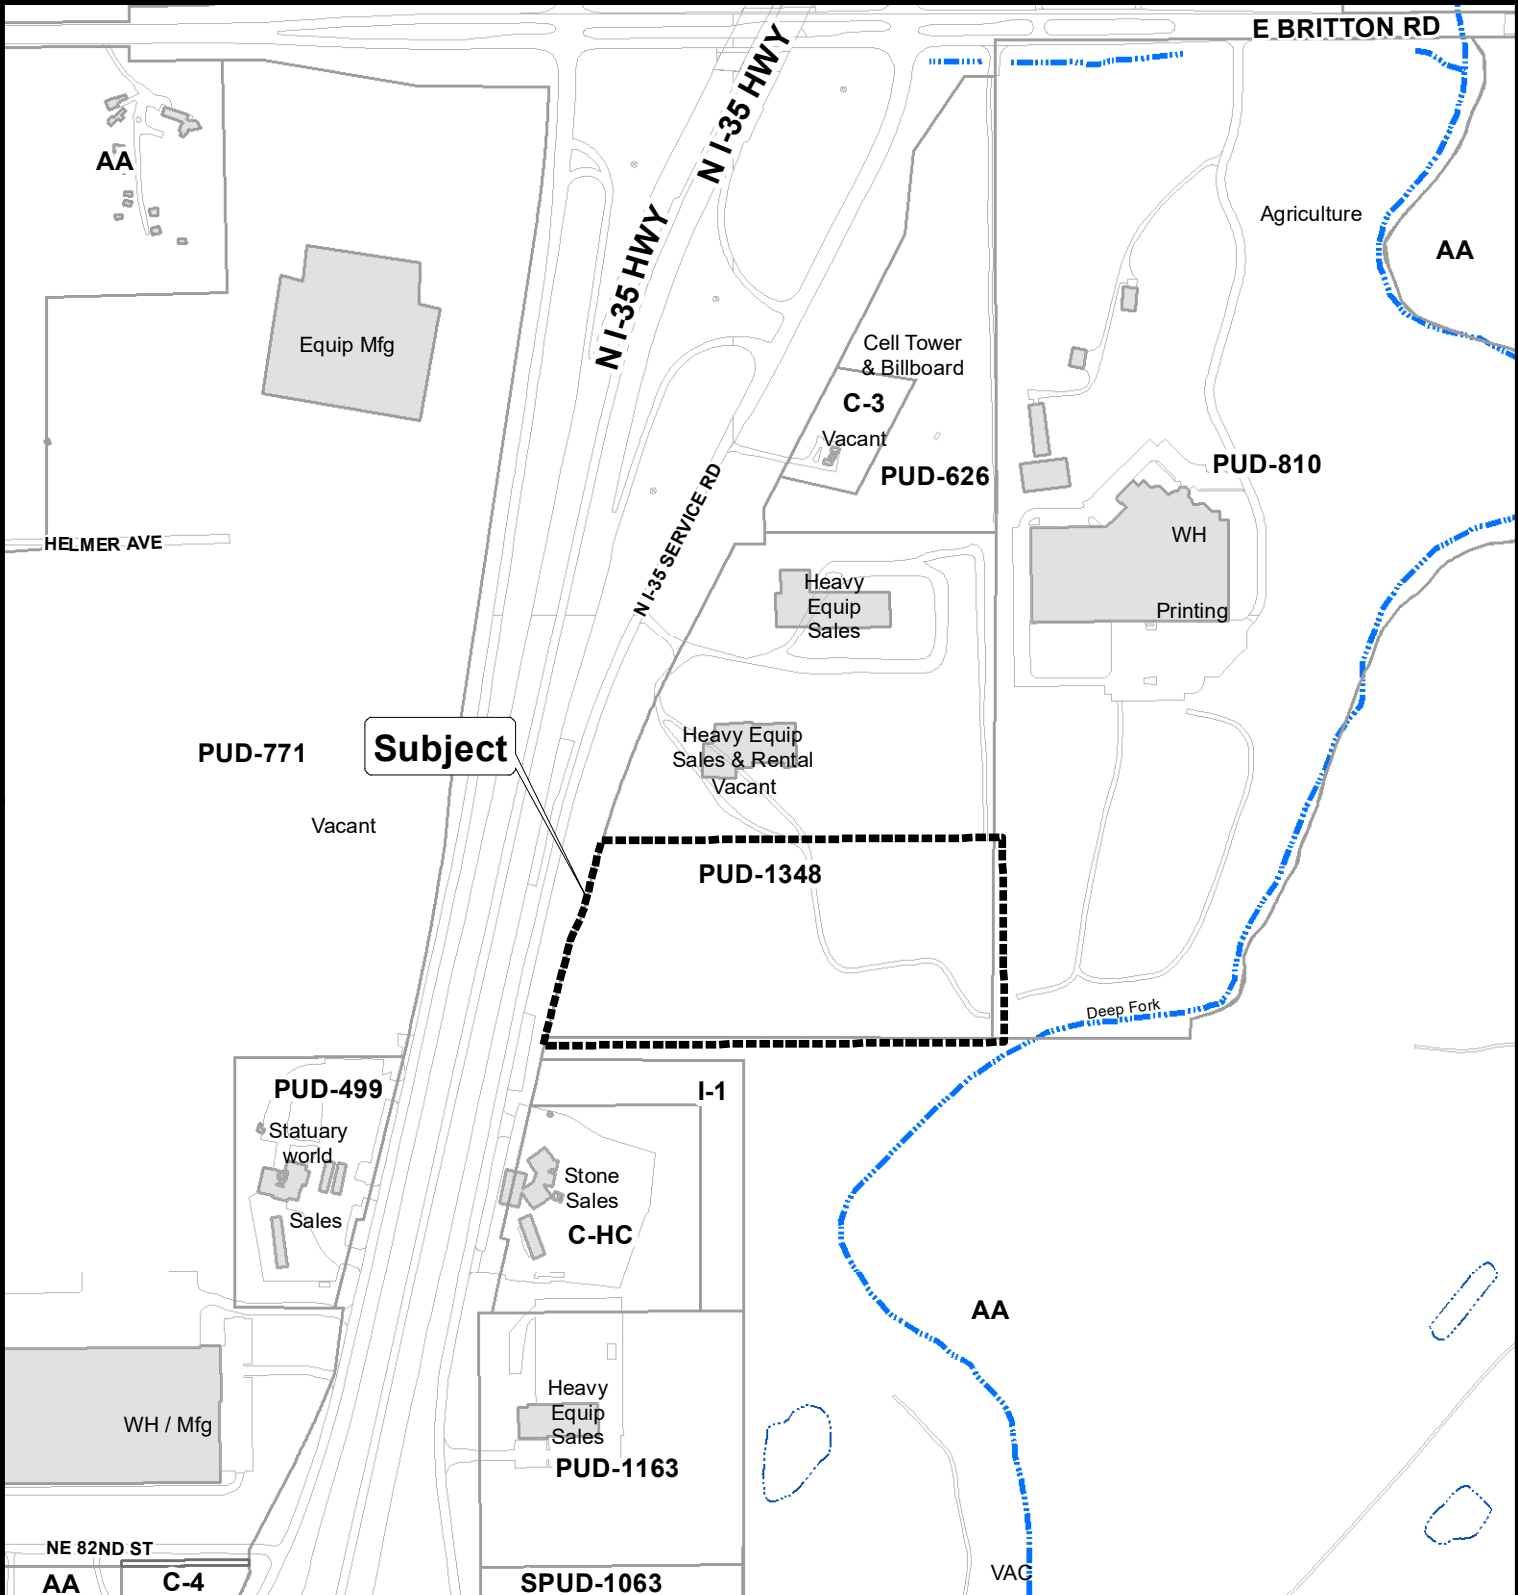 E BRITTON RD
N I-35 HWY
AA
Agriculture
AA
N I-35 HWY
Equip Mfg
Cell Tower
& Billboard
C-3
Vacant
PUD-626
PUD-810
N I-35 SERVICE RD
WH
HELMER AVE
Heavy
Equip
Sales
Printing
PUD-771
Subject
Heavy Equip
Sales & Rental
Vacant
Vacant
PUD-1348
Deep Fork
PUD-499
I-1
Statuary
world
Sales
Stone
Sales
C-HC
AA
Heavy
Equip
Sales
WH / Mfg
PUD-1163
NE 82ND ST
AA
C-4
SPUD-1063
VAC